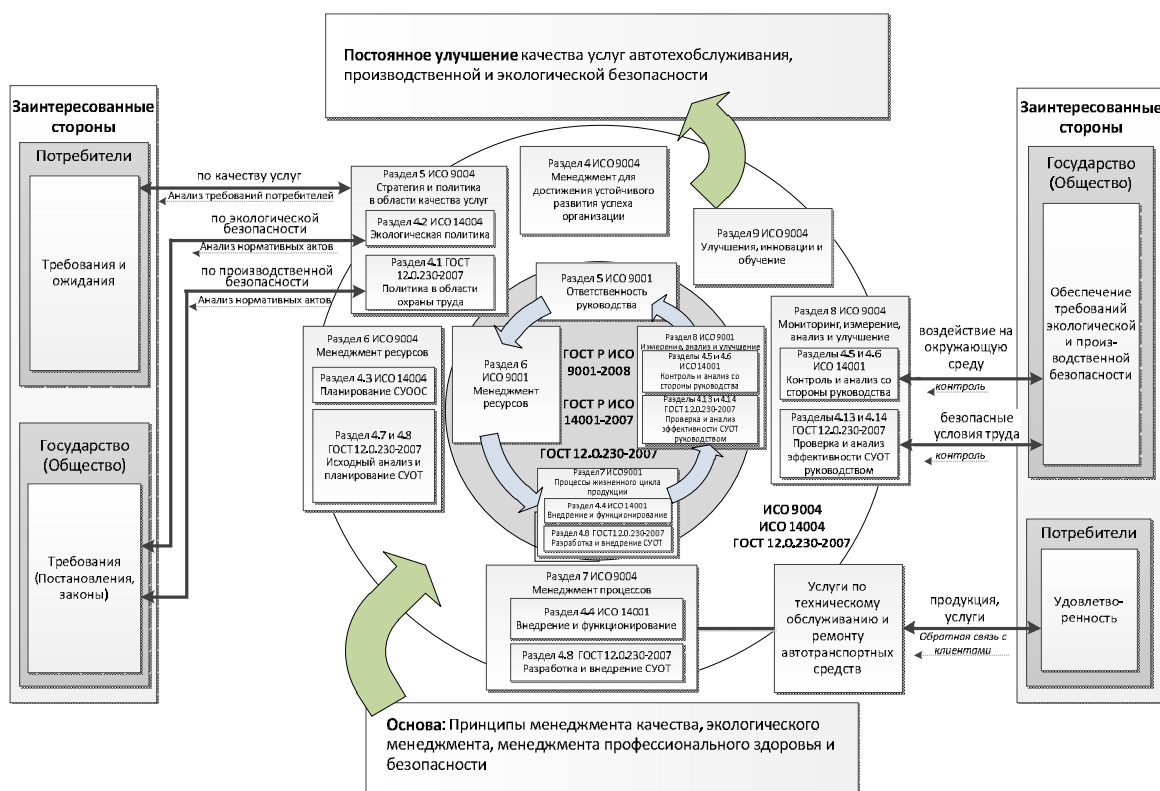 Постоянное улучшение качества услуг автотехобслуживания,
производственной и экологической безопасности
Заинтересованные
стороны
Потребители
Требования и
ожидания
Государство
(Общество)
Требования
(Постановления,
законы)
по качеству услуг
Анализ требований потребителей
по экологической
безопасности
Анализ нормативных актов
по производственной
безопасности
Анализ нормативных актов
Раздел 5 ИСО 9004
Стратегия и политика
в области качества услуг
Раздел 4.2 ИСО 14004
Экологическая политика
Раздел 4.1 ГОСТ
12.0.230-2007
Политика в области
охраны труда
Раздел 4 ИСО 9004
Менеджмент для
достижения устойчивого
развития успеха
организации
Раздел 9 ИСО 9004
Улучшения, инновации и
обучение
Раздел 6 ИСО 9004
Менеджмент ресурсов
Раздел 4.3 ИСО 14004
Планирование СУООС
Разделы 4.7 и 4.8
ГОСТ 12.0.230-2007
Исходный анализ и
планирование СУОТ
Раздел 5 ИСО 9001
Ответственность
руководства
Раздел 6
ИСО 9001
Менеджмент
ресурсов
ГОСТ Р ИСО
9001-2008
ГОСТ Р ИСО
14001-2007
ГОСТ 12.0.230-2007
Раздел 8 ИСО 9001
Измерение, анализ и улучшение
Разделы 4.5 и 4.6
ИСО 14001
Контроль и анализ со
стороны руководства
Разделы 4.13 и 4.14
ГОСТ 12.0.230-2007
Проверка и анализ
эффективности СУОТ
руководством
Раздел 7 ИСО 9001
Процессы жизненного цикла
продукции
Раздел 4.4 ИСО 14001
Внедрение и функционирование
Раздел 4.8 ГОСТ 12.0.230-2007
Разработка и внедрение СУОТ
Раздел 8 ИСО 9004
Мониторинг, измерение,
анализ и улучшение
Разделы 4.5 и 4.6
ИСО 14001
Контроль и анализ со
стороны руководства
Разделы 4.13 и 4.14
ГОСТ 12.0.230-2007
Проверка и анализ
эффективности СУОТ
руководством
ИСО 9004
ИСО 14004
ГОСТ 12.0.230-2007
Раздел 7 ИСО 9004
Менеджмент процессов
Раздел 4.4 ИСО 14001
Внедрение и функционирование
Раздел 4.8 ГОСТ 12.0.230-2007
Разработка и внедрение СУОТ
Услуги по
техническому
обслуживанию и
ремонту
автотранспортных
средств
воздействие на
окружающую
среду
контроль
безопасные
условия труда
контроль
продукция,
услуги
Обратная связь с
клиентами
Заинтересованные
стороны
Государство
(Общество)
Обеспечение
требований
экологической
и произ-
водственной
безопасности
Потребители
Удовлетво-
ренность
Основа: Принципы менеджмента качества, экологического
менеджмента, менеджмента профессионального здоровья и
безопасности